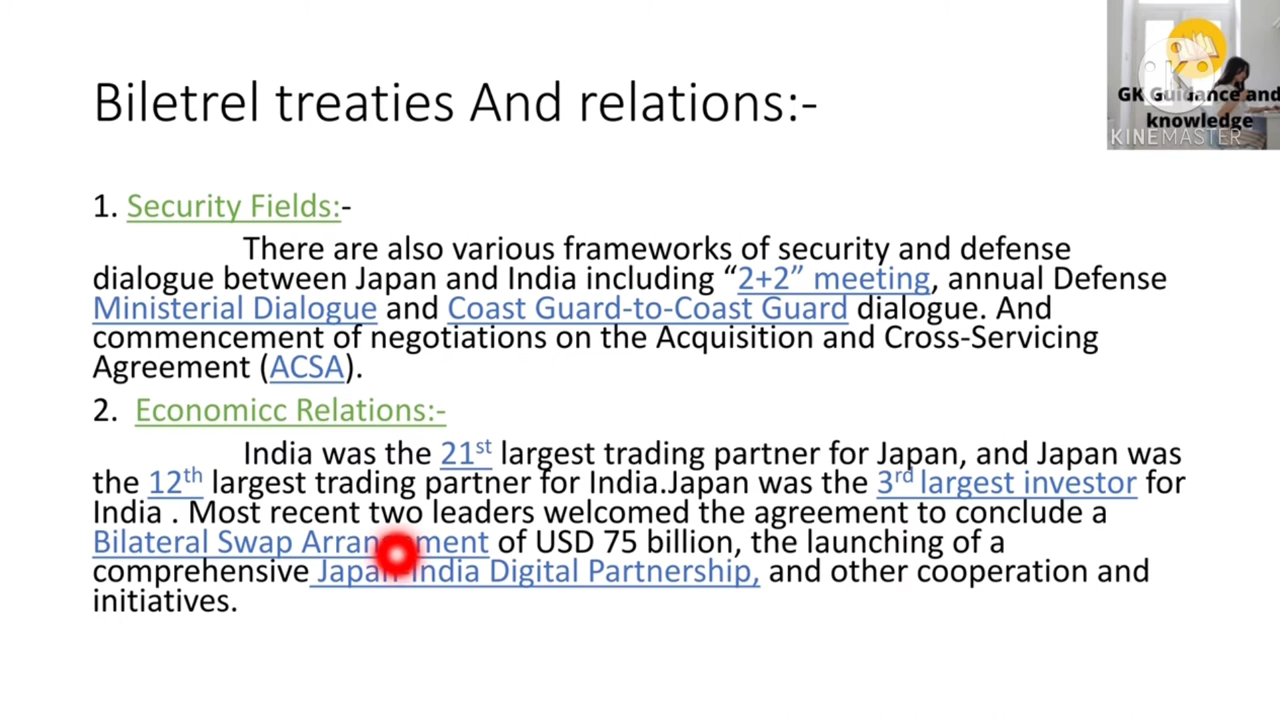 Biletrel treaties And relations:-
GK Guidance and
knowledge
KINEMASTER
1. Security Fields:-
There are also various frameworks of security and defense
dialogue between Japan and India including “2+2” meeting, annual Defense
Ministerial Dialogue and Coast Guard-to-Coast Guard dialogue. And
commencement of negotiations on the Acquisition and Cross-Servicing
Agreement (ACSA).
2. Economicc Relations:-
India was the 21st largest trading partner for Japan, and Japan was
the 12th largest trading partner for India.Japan was the 3rd largest investor for
India . Most recent two leaders welcomed the agreement to conclude a
Bilateral Swap Arrangement of USD 75 billion, the launching of a
comprehensive Japan-India Digital Partnership, and other cooperation and
initiatives.